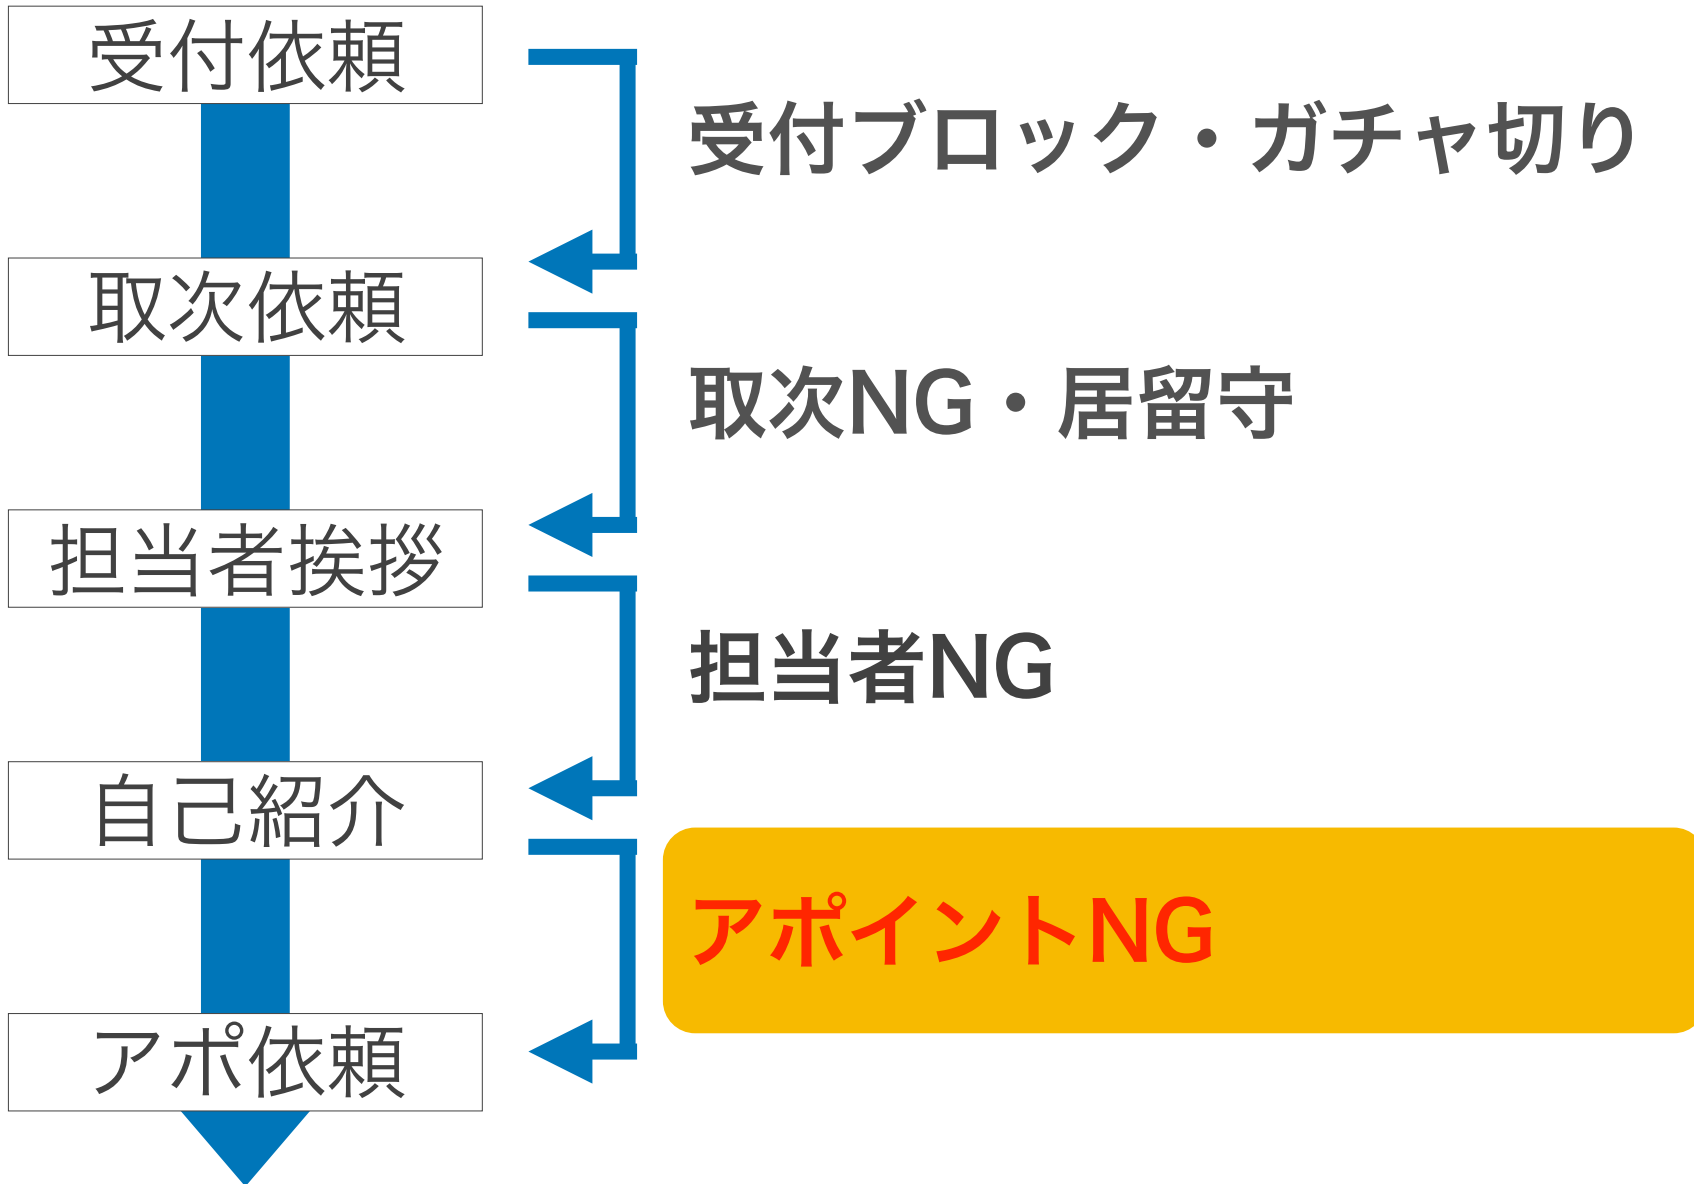 受付依頼
受付ブロック・ガチャ切り
取次依頼
取次NG・居留守
担当者挨拶
担当者NG
自己紹介
アポイントNG
アポ依頼